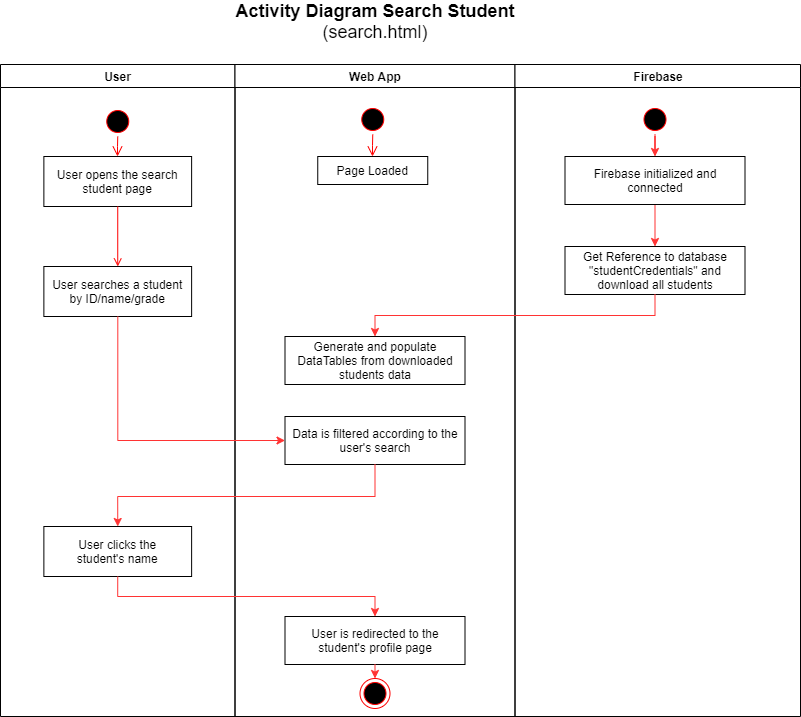 Activity Diagram Search Student
(search.html)
User
Web App
Firebase
User opens the search
student page
Page Loaded
Firebase initialized and
connected
User searches a student
by ID/name/grade
Get Reference to database
"studentCredentials" and
download all students
Generate and populate
DataTables from downloaded
students data
Data is filtered according to the
user's search
User clicks the
student's name
User is redirected to the
student's profile page